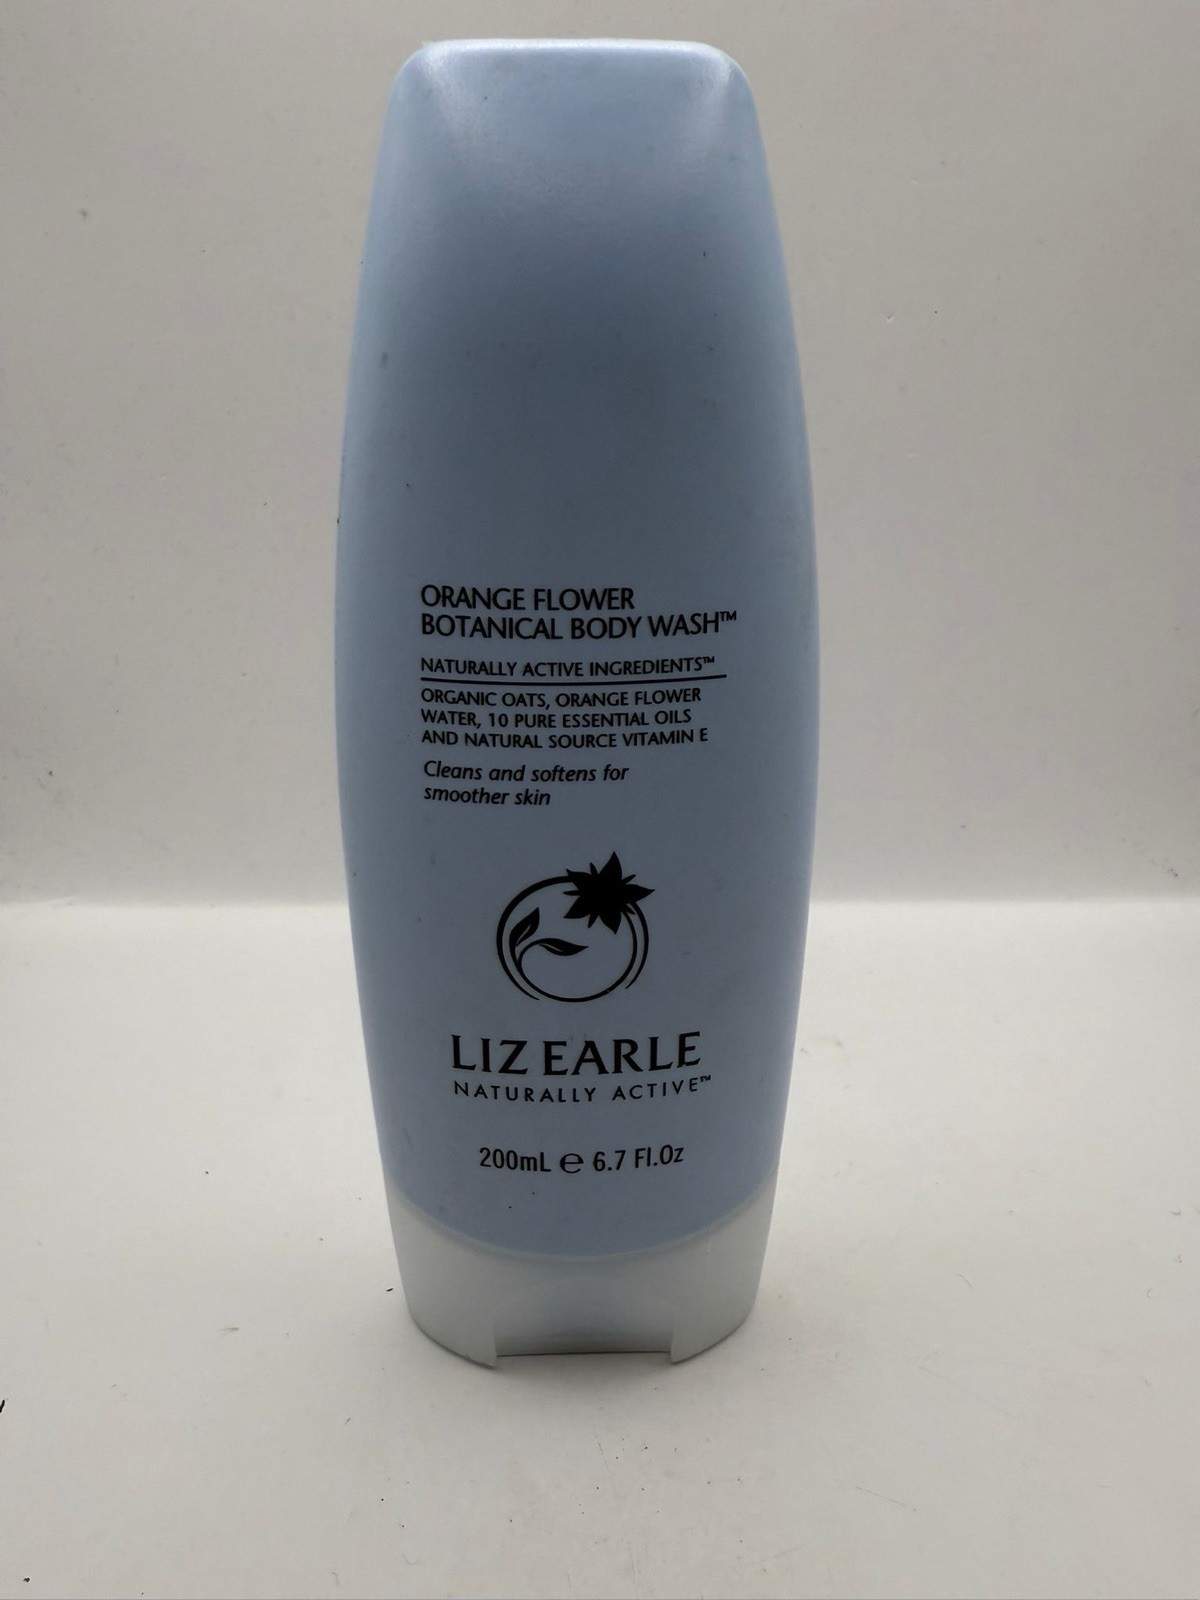 ORANGE FLOWER
BOTANICAL BODY WASH™
NATURALLY ACTIVE INGREDIENTS™
ORGANIC OATS, ORANGE FLOWER
WATER, 10 PURE ESSENTIAL OILS
AND NATURAL SOURCE VITAMIN E
Cleans and softens for
smoother skin
LIZ EARLE
NATURALLY ACTIVE™
200mL ℮ 6.7 Fl.Oz